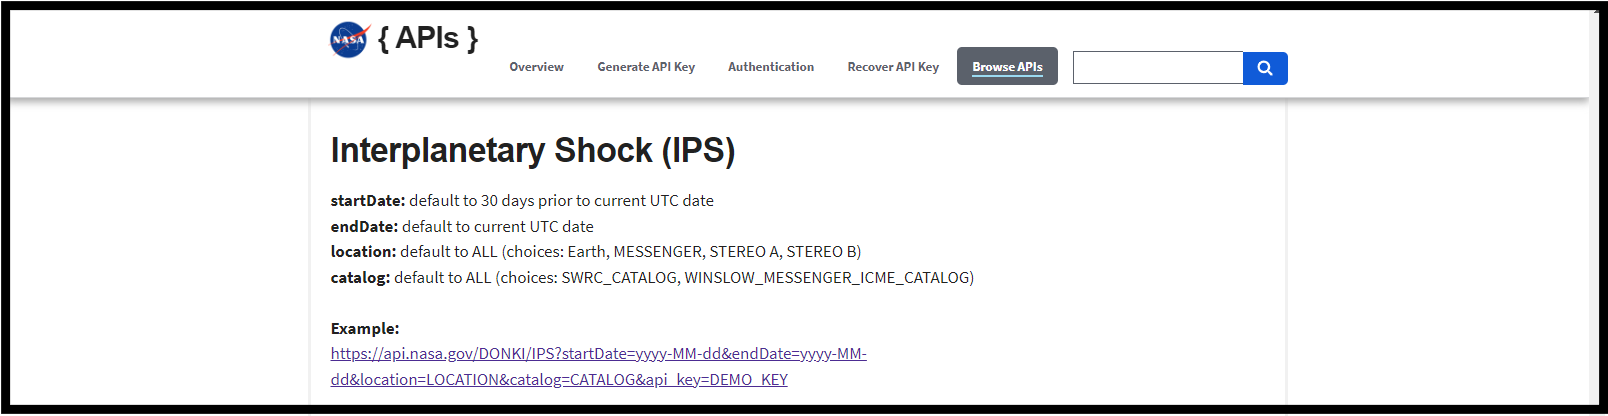 NASA { APIs }
Overview Generate API Key Authentication Recover API Key Browse APIs
Interplanetary Shock (IPS)
startDate: default to 30 days prior to current UTC date
endDate: default to current UTC date
location: default to ALL (choices: Earth, MESSENGER, STEREO A, STEREO B)
catalog: default to ALL (choices: SWRC_CATALOG, WINSLOW_MESSENGER_ICME_CATALOG)
Example:
https://api.nasa.gov/DONKI/IPS?startDate=yyyy-MM-dd&endDate=yyyy-MM-
dd&location=LOCATION&catalog=CATALOG&api_key=DEMO_KEY